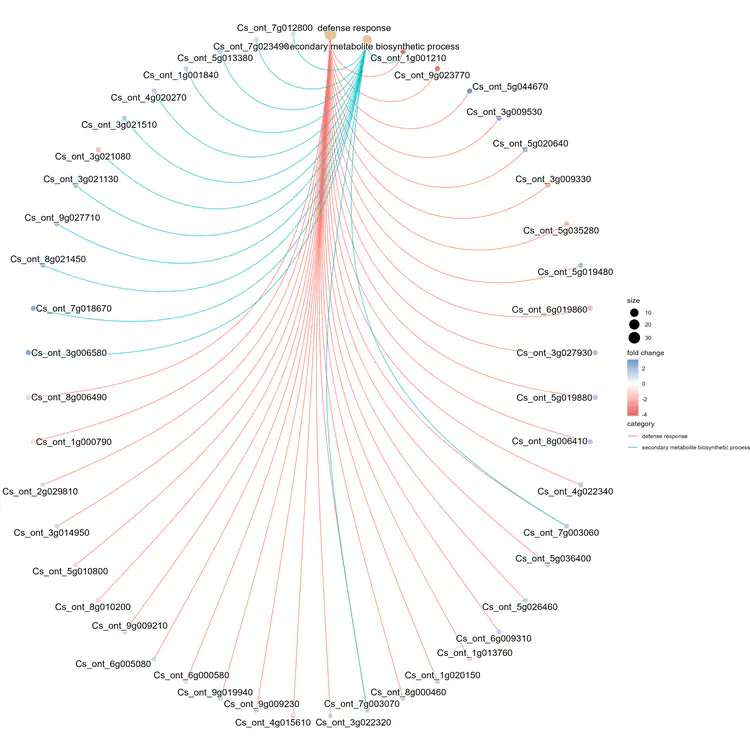 Cs_ont_7g012800 defense response
Cs_ont_7g023490 secondary metabolite biosynthetic process
Cs_ont_5g013380 Cs_ont_1g001210
Cs_ont_1g001840 Cs_ont_9g023770
Cs_ont_4g020270 Cs_ont_5g044670
Cs_ont_3g021510 Cs_ont_3g009530
Cs_ont_3g021080 Cs_ont_5g020640
Cs_ont_3g021130 Cs_ont_3g009330
Cs_ont_9g027710 Cs_ont_5g035280
Cs_ont_8g021450 Cs_ont_5g019480
Cs_ont_7g018670 Cs_ont_6g019860
Cs_ont_3g006580 Cs_ont_3g027930
Cs_ont_8g006490 Cs_ont_5g019880
Cs_ont_1g000790 Cs_ont_8g006410
Cs_ont_2g029810 Cs_ont_4g022340
Cs_ont_3g014950 Cs_ont_7g003060
Cs_ont_5g010800 Cs_ont_5g036400
Cs_ont_8g010200 Cs_ont_5g026460
Cs_ont_9g009210 Cs_ont_6g009310
Cs_ont_6g005080 Cs_ont_1g013760
Cs_ont_6g000580 Cs_ont_1g020150
Cs_ont_9g019940 Cs_ont_8g000460
Cs_ont_9g009230 Cs_ont_7g003070
Cs_ont_4g015610 Cs_ont_3g022320
size
10
20
30
fold change
2
0
-2
-4
category
defense response
secondary metabolite biosynthetic process